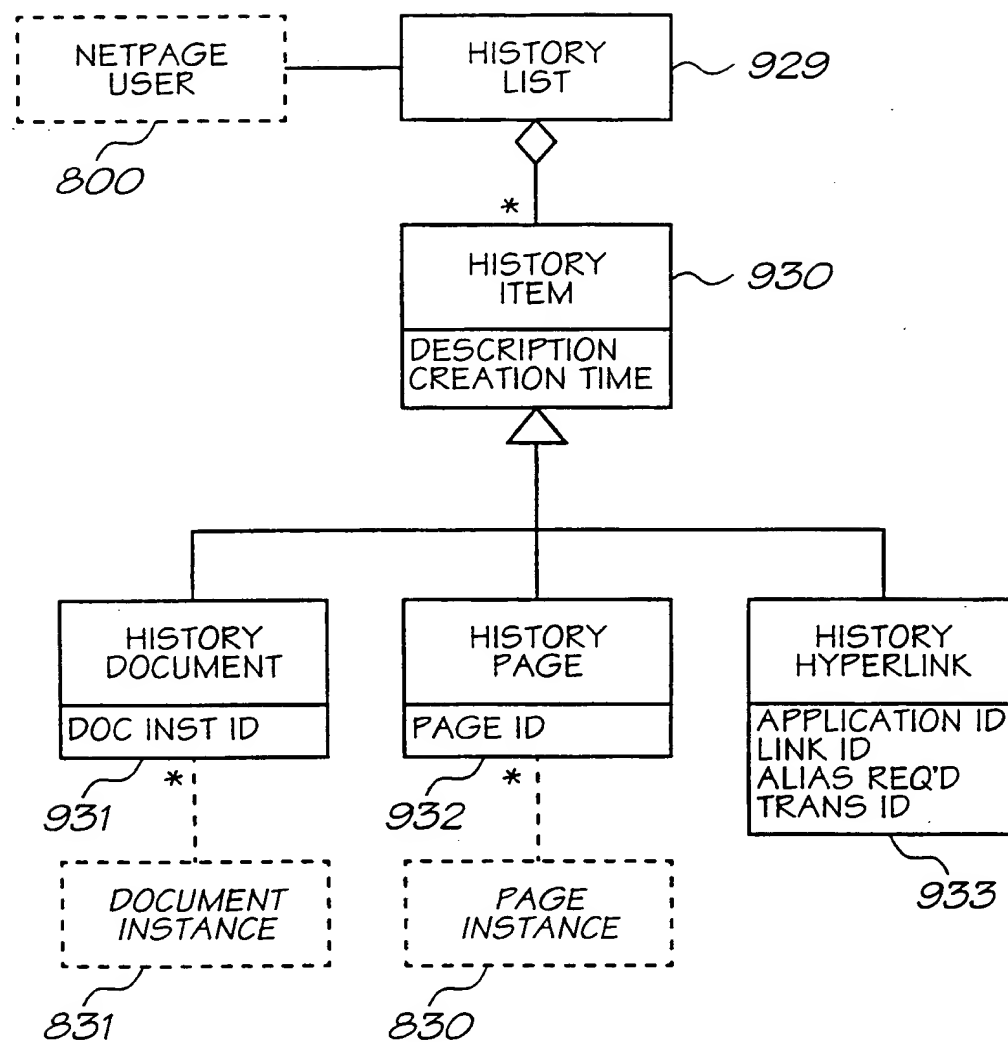 NETPAGE
USER
800
HISTORY
LIST
929
*
HISTORY
ITEM
930
DESCRIPTION
CREATION TIME
HISTORY
DOCUMENT
DOC INST ID
931
*
HISTORY
PAGE
PAGE ID
932
*
HISTORY
HYPERLINK
APPLICATION ID
LINK ID
ALIAS REQ'D
TRANS ID
933
DOCUMENT
INSTANCE
831
PAGE
INSTANCE
830